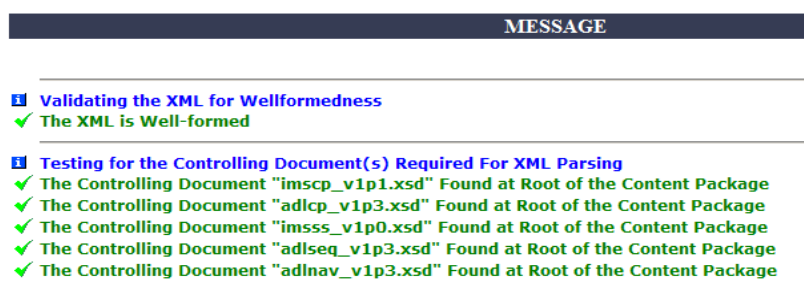 MESSAGE
Validating the XML for Wellformedness
The XML is Well-formed
Testing for the Controlling Document(s) Required For XML Parsing
The Controlling Document "imscp_v1p1.xsd" Found at Root of the Content Package
The Controlling Document "adlcp_v1p3.xsd" Found at Root of the Content Package
The Controlling Document "imsss_v1p0.xsd" Found at Root of the Content Package
The Controlling Document "adlseq_v1p3.xsd" Found at Root of the Content Package
The Controlling Document "adlnav_v1p3.xsd" Found at Root of the Content Package